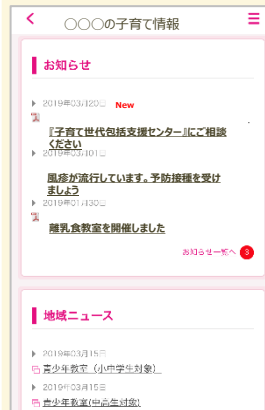 ○○○の子育て情報
お知らせ
2019年03月20日 New
『子育て世代包括支援センター』にご相談
ください
2019年03月01日
風疹が流行しています。予防接種を受け
ましょう
2019年01月30日
離乳食教室を開催しました
お知らせ一覧へ 3
地域ニュース
2019年03月15日
青少年教室（小中学生対象）
2019年03月15日
青少年教室(中高生対象)